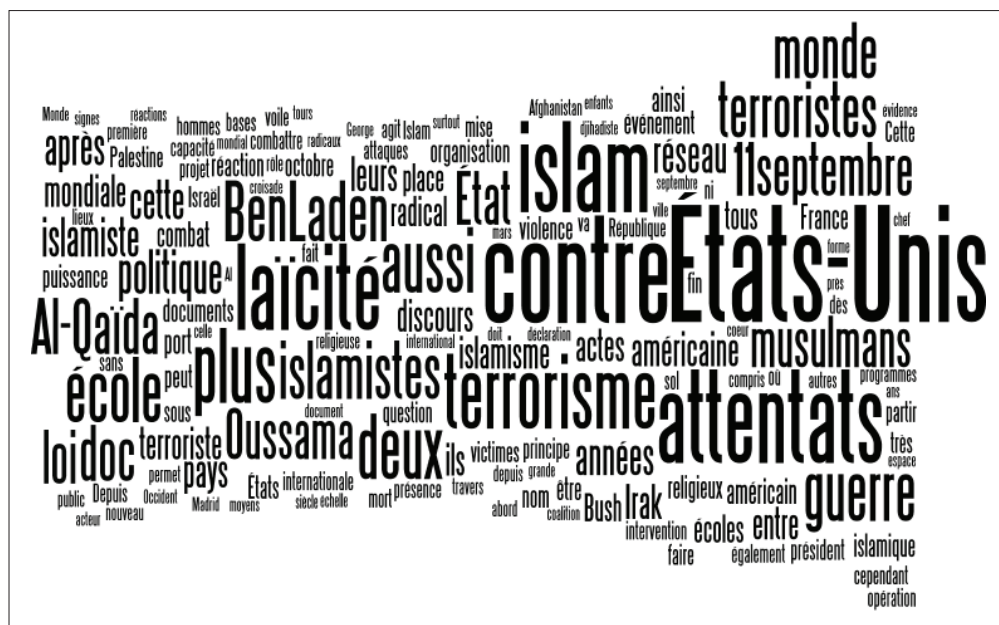 monde
Monde signes réactions hommes bases voile tours Afghanistan enfants ainsi terroristes évidence
après première capacité mondial combattre radicaux George agit Islam surtout mise djihadiste événement Cette
Palestine projet réaction rôle octobre attaques organisation islam réseau 11septembre
mondiale cette Israël croisade BenLaden leurs place radical État septembre ni
lieux islamiste combat fait mars violence va République ville tous France chef
puissance politique Al laïcité aussi contre États-Unis fin forme près dès
Al-Qaïda documents port celle discours religieuse international doit déclaration islamisme actes américaine coeur musulmans
sans école peut plus islamistes terrorisme sol compris où autres programmes ans
sous document question attentats partir
loi doc terroriste Oussama deux ils victimes principe années très espace
permet pays États internationale depuis grande guerre
public Depuis Occident Madrid moyens siècle échelle mort présence travers abord nom être coalition Bush Irak religieux américain
acteur nouveau intervention écoles entre
faire également président islamique
cependant
opération